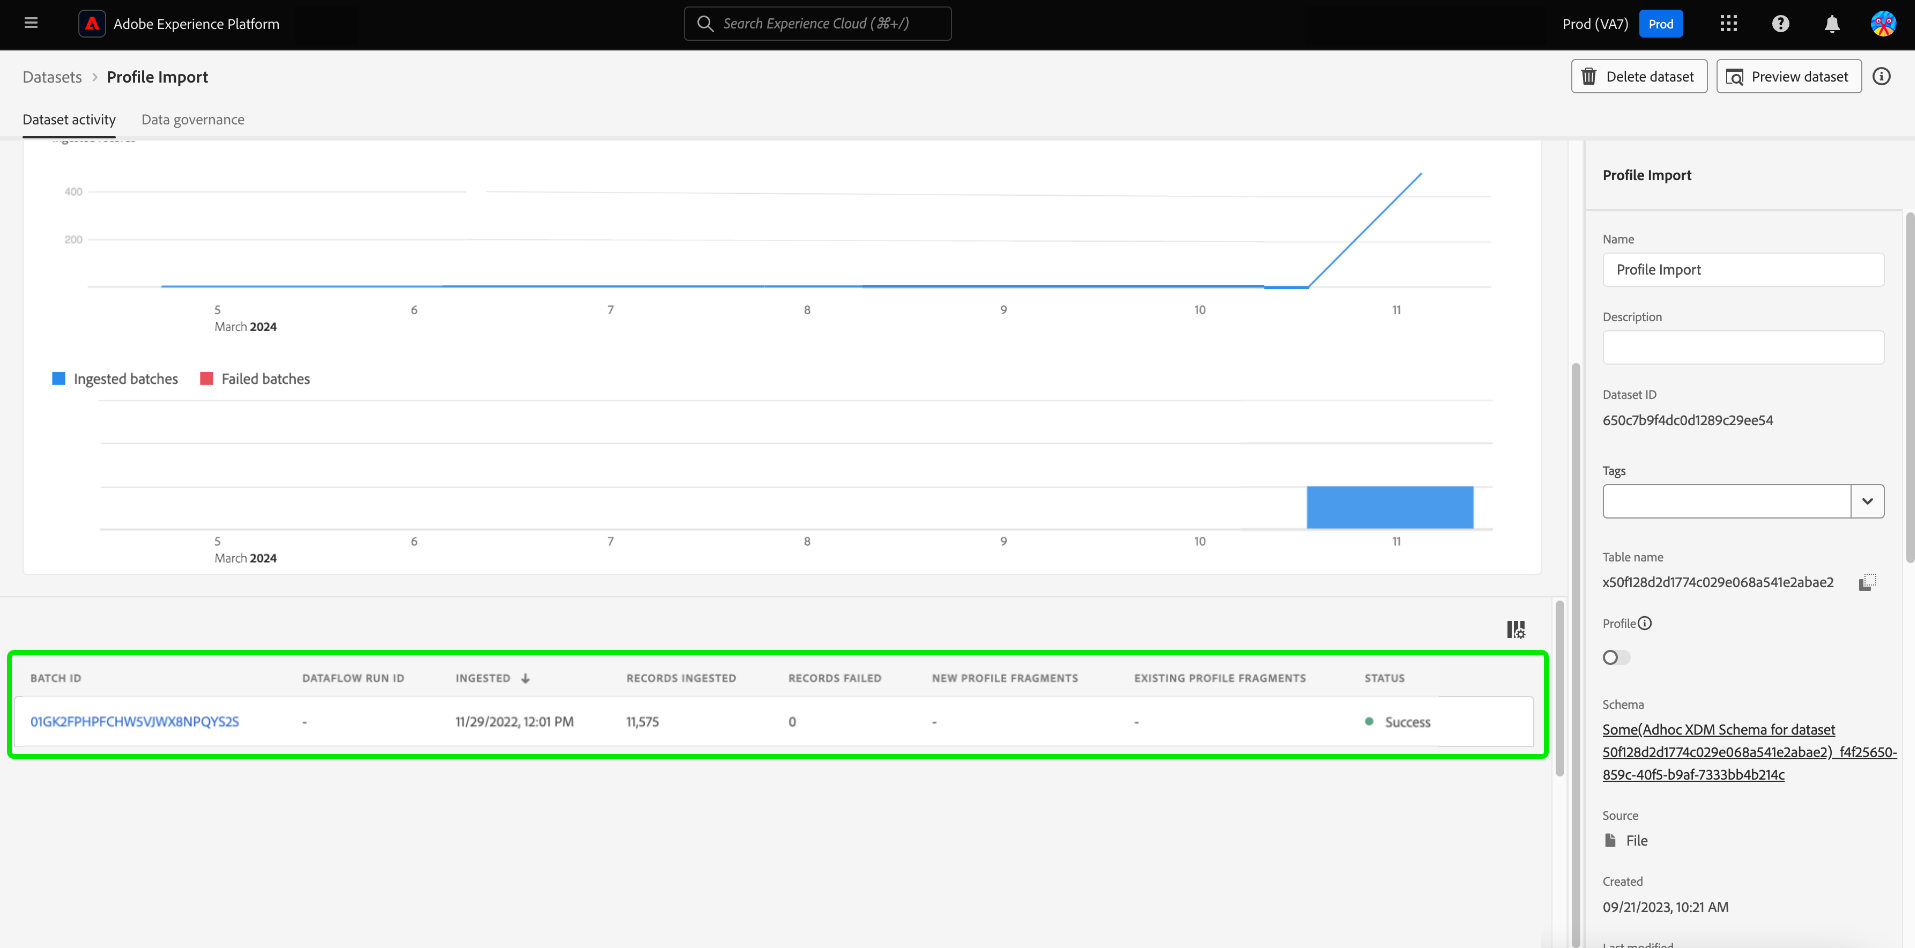 Adobe Experience Platform
Search Experience Cloud (⌘+/)
Prod (VA7) Prod
Datasets > Profile Import
Delete dataset
Preview dataset
Dataset activity
Data governance
400
200
5 6 7 8 9 10 11
March 2024
Ingested batches Failed batches
5 6 7 8 9 10 11
March 2024
BATCH ID DATAFLOW RUN ID INGESTED ↓ RECORDS INGESTED RECORDS FAILED NEW PROFILE FRAGMENTS EXISTING PROFILE FRAGMENTS STATUS
01GK2FPHPFCHW5VJWX8NPQYS2S - 11/29/2022, 12:01 PM 11,575 0 - - Success
Profile Import
Name
Profile Import
Description
Dataset ID
650c7b9f4dc0d1289c29ee54
Tags
Table name
x50f128d2d1774c029e068a541e2abae2
Profile
Schema
Some(Adhoc XDM Schema for dataset
50f128d2d1774c029e068a541e2abae2)_f4f25650-
859c-40f5-b9af-7333bb4b214c
Source
File
Created
09/21/2023, 10:21 AM